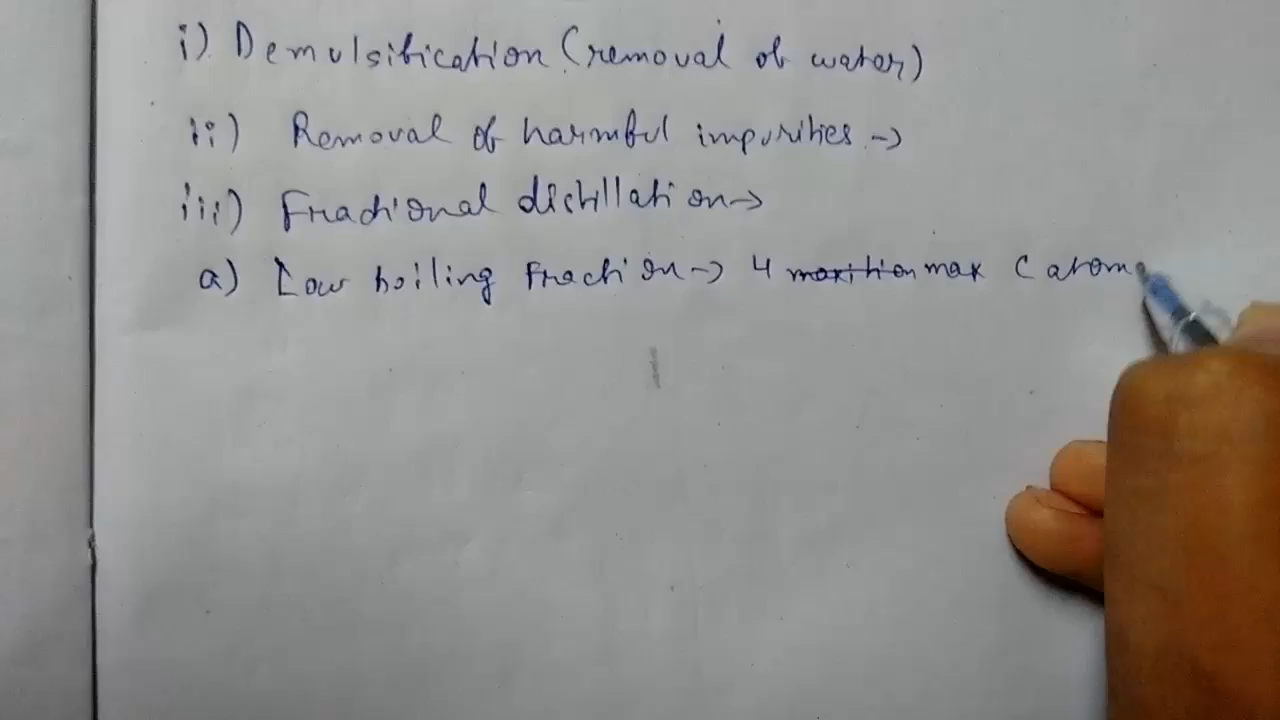 i) Demulsification (removal of water)
ii) Removal of harmful impurities →
iii) Fractional distillation →
a) Low boiling fraction → 4 max C atom